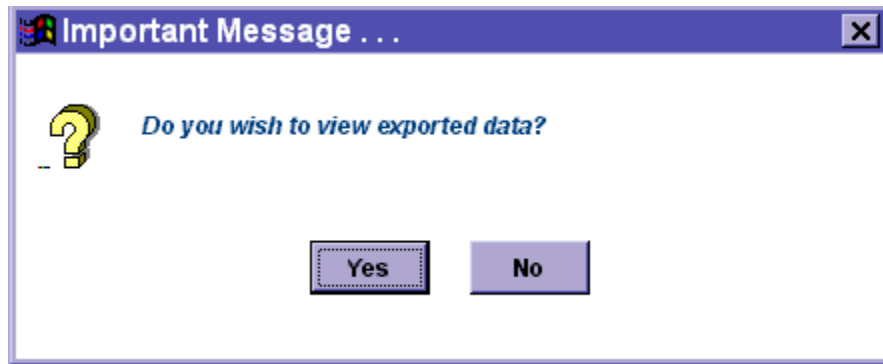 Important Message . . .
Do you wish to view exported data?
Yes
No